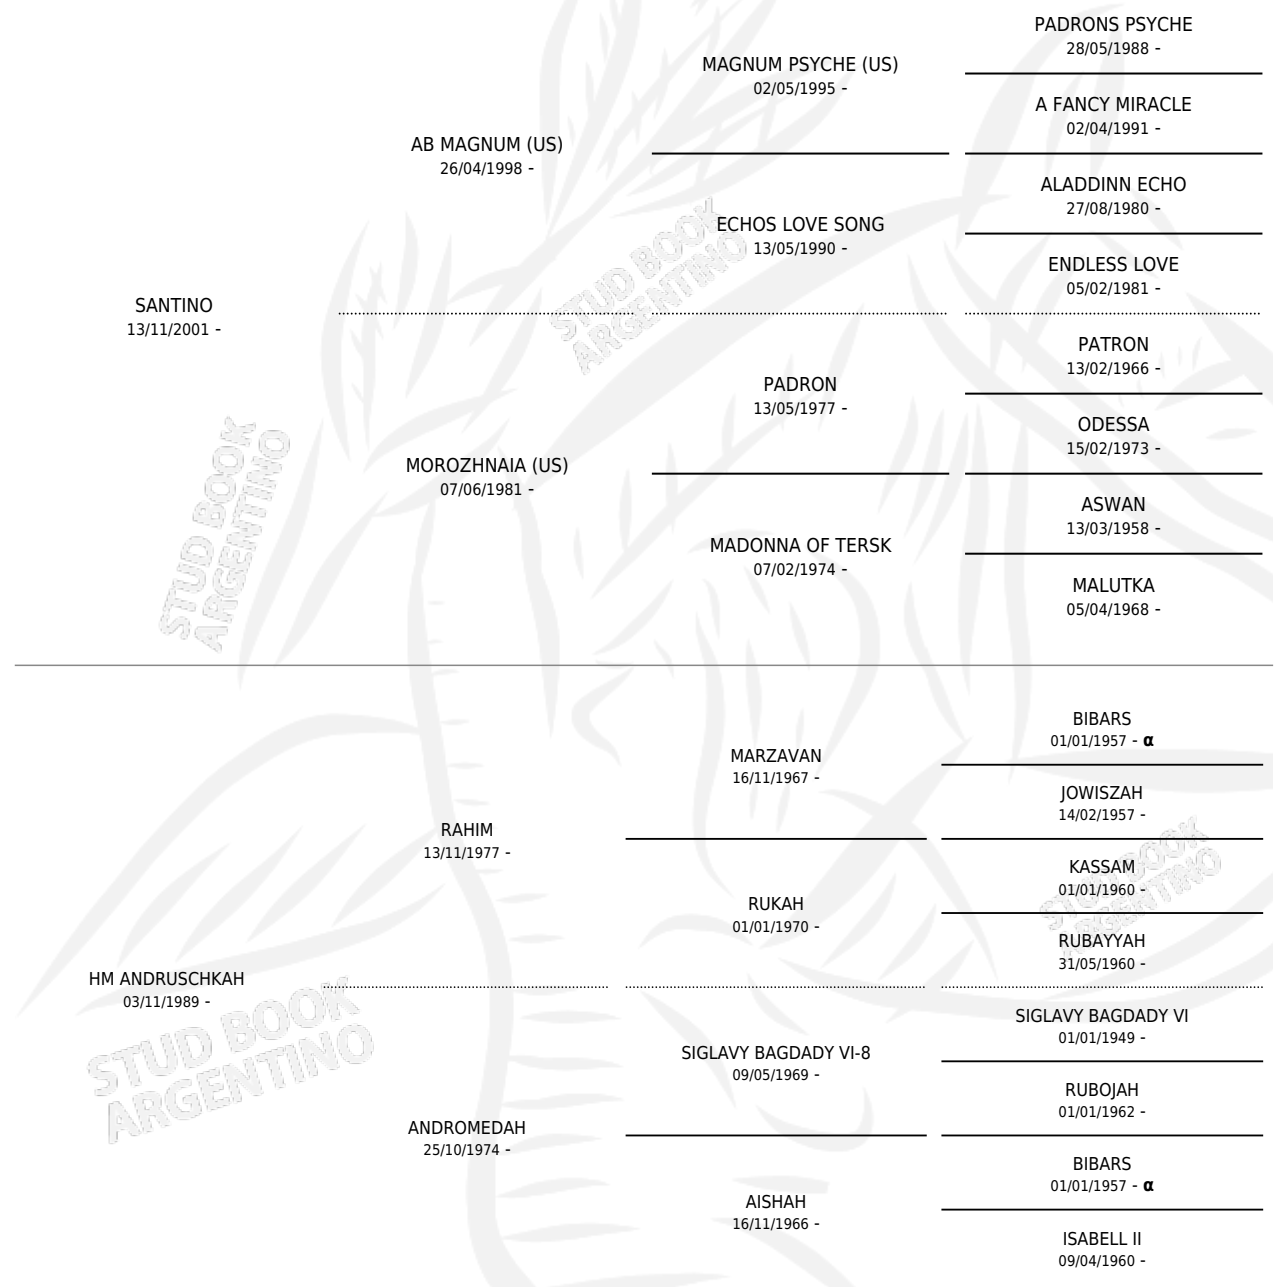 PADRONS PSYCHE
28/05/1988 -
MAGNUM PSYCHE (US)
02/05/1995 -
A FANCY MIRACLE
02/04/1991 -
AB MAGNUM (US)
26/04/1998 -
ALADDINN ECHO
27/08/1980 -
ECHOS LOVE SONG
13/05/1990 -
ENDLESS LOVE
05/02/1981 -
SANTINO
13/11/2001 -
PATRON
13/02/1966 -
PADRON
13/05/1977 -
ODESSA
15/02/1973 -
MOROZHNAIA (US)
07/06/1981 -
ASWAN
13/03/1958 -
MADONNA OF TERSK
07/02/1974 -
MALUTKA
05/04/1968 -
BIBARS
01/01/1957 - α
MARZAVAN
16/11/1967 -
JOWISZAH
14/02/1957 -
RAHIM
13/11/1977 -
KASSAM
01/01/1960 -
RUKAH
01/01/1970 -
RUBAYYAH
31/05/1960 -
HM ANDRUSCHKAH
03/11/1989 -
SIGLAVY BAGDADY VI
01/01/1949 -
SIGLAVY BAGDADY VI-8
09/05/1969 -
RUBOJAH
01/01/1962 -
ANDROMEDAH
25/10/1974 -
BIBARS
01/01/1957 - α
AISHAH
16/11/1966 -
ISABELL II
09/04/1960 -
STUD BOOK
ARGENTINO
STUD BOOK
ARGENTINO
STUD BOOK
ARGENTINO
STUD BOOK
ARGENTINO